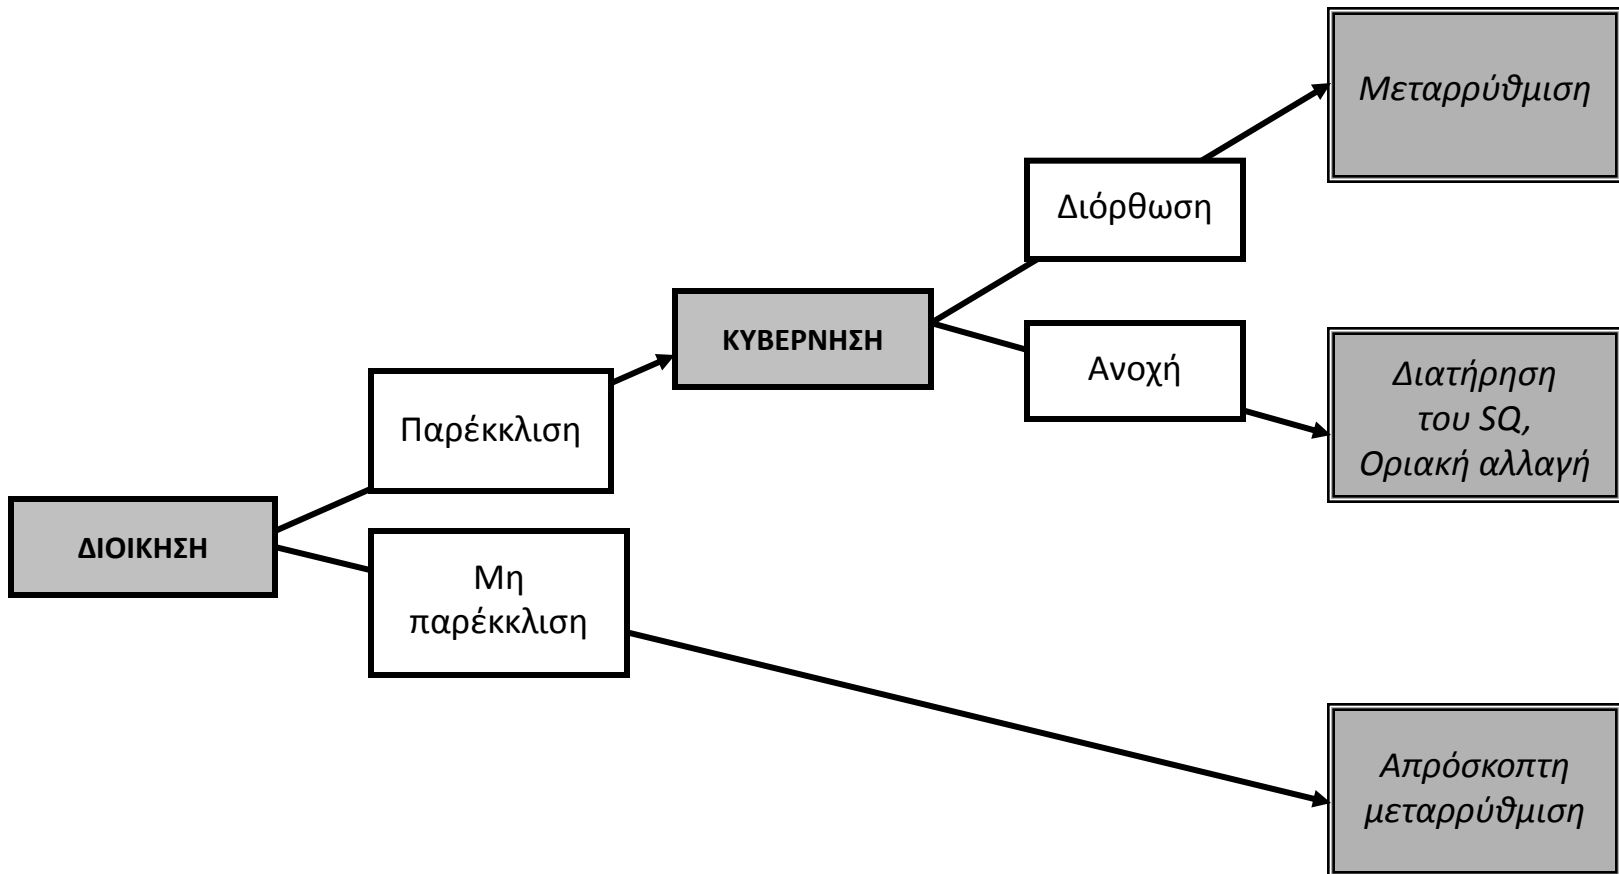 Μεταρρύθμιση
Διόρθωση
ΚΥΒΕΡΝΗΣΗ
Ανοχή
Διατήρηση
του SQ,
Οριακή αλλαγή
Παρέκκλιση
ΔΙΟΙΚΗΣΗ
Μη
παρέκκλιση
Απρόσκοπτη
μεταρρύθμιση